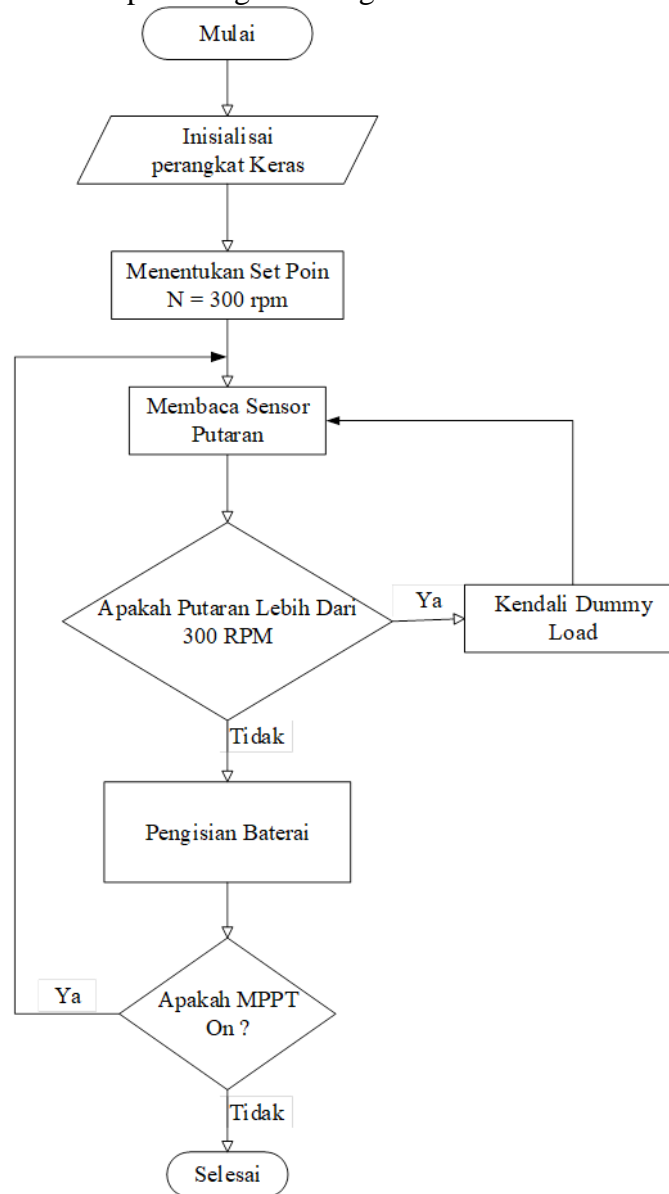 Mulai
Inisialisai
perangkat Keras
Menentukan Set Poin
N = 300 rpm
Membaca Sensor
Putaran
Apakah Putaran Lebih Dari
300 RPM
Ya
Kendali Dummy
Load
Tidak
Pengisian Baterai
Ya
Apakah MPPT
On ?
Tidak
Selesai